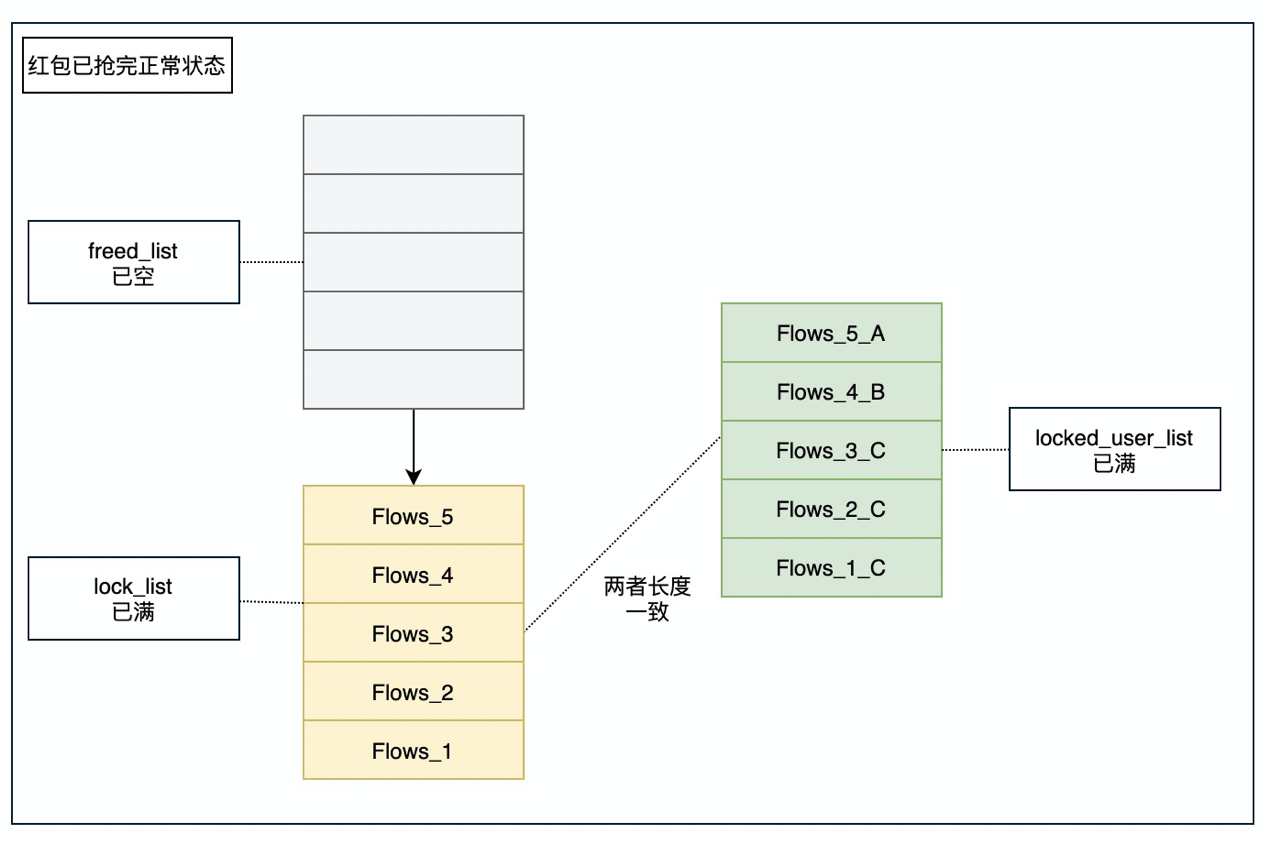 红包已抢完正常状态
freed_list
已空
Flows_5_A
Flows_4_B
Flows_3_C
Flows_2_C
Flows_1_C
locked_user_list
已满
Flows_5
Flows_4
Flows_3
Flows_2
Flows_1
lock_list
已满
两者长度
一致